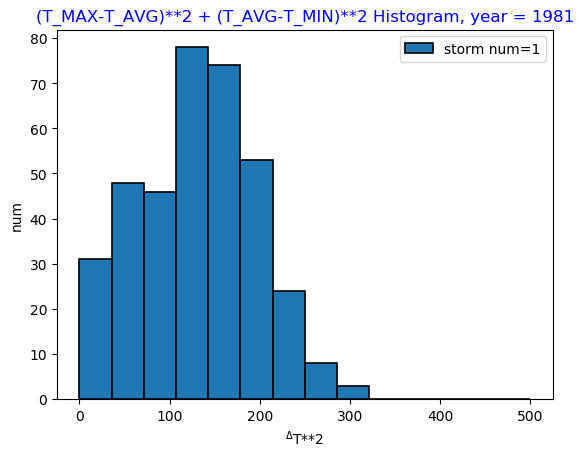 (T_MAX-T_AVG)**2 + (T_AVG-T_MIN)**2 Histogram, year = 1981
storm num=1
80
70
60
50
40
30
20
10
0
num
0 100 200 300 400 500
ΔT**2